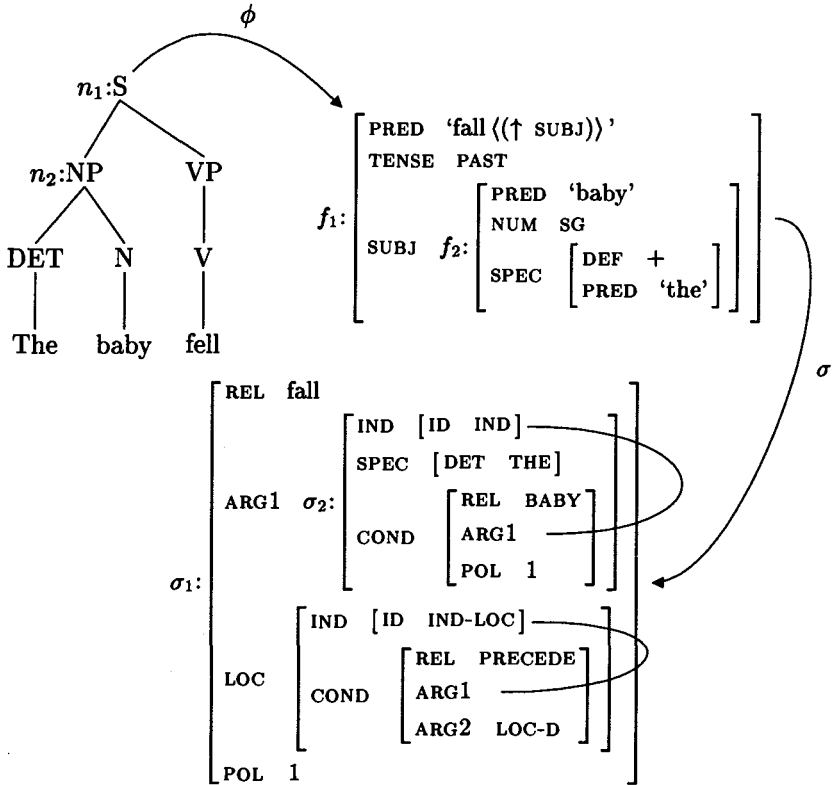 ϕ
n₁:S
n₂:NP VP
DET N V
The baby fell
f₁: PRED ‘fall ⟨(↑ SUBJ)⟩’
TENSE PAST
SUBJ f₂: [PRED ‘baby’
NUM SG
SPEC [DEF +
PRED ‘the’]]
σ
σ₁: [REL fall
ARG1 σ₂: [IND [ID IND]
SPEC [DET THE]
COND [REL BABY
ARG1
POL 1]]
LOC [IND [ID IND-LOC]
COND [REL PRECEDE
ARG1
ARG2 LOC-D]]
POL 1]